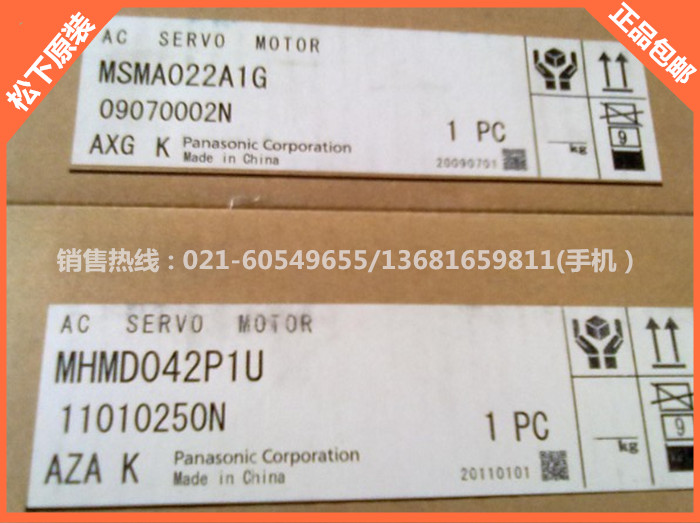 松下原装
正品包邮
AC SERVO MOTOR
MSMA022A1G
09070002N
1 PC
AXG K Panasonic Corporation
Made in China
20090701
kg
9
销售热线：021-60549655/13681659811(手机）
AC SERVO MOTOR
MHMD042P1U
11010250N
1 PC
AZA K Panasonic Corporation
Made in China
20110101
kg
9